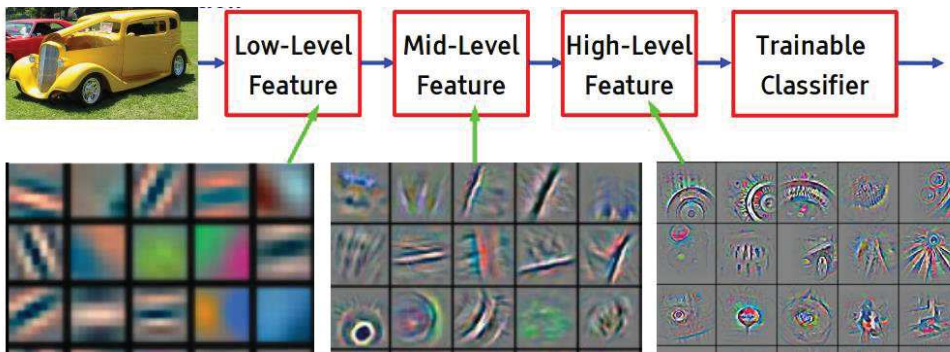 Low-Level
Feature
Mid-Level
Feature
High-Level
Feature
Trainable
Classifier